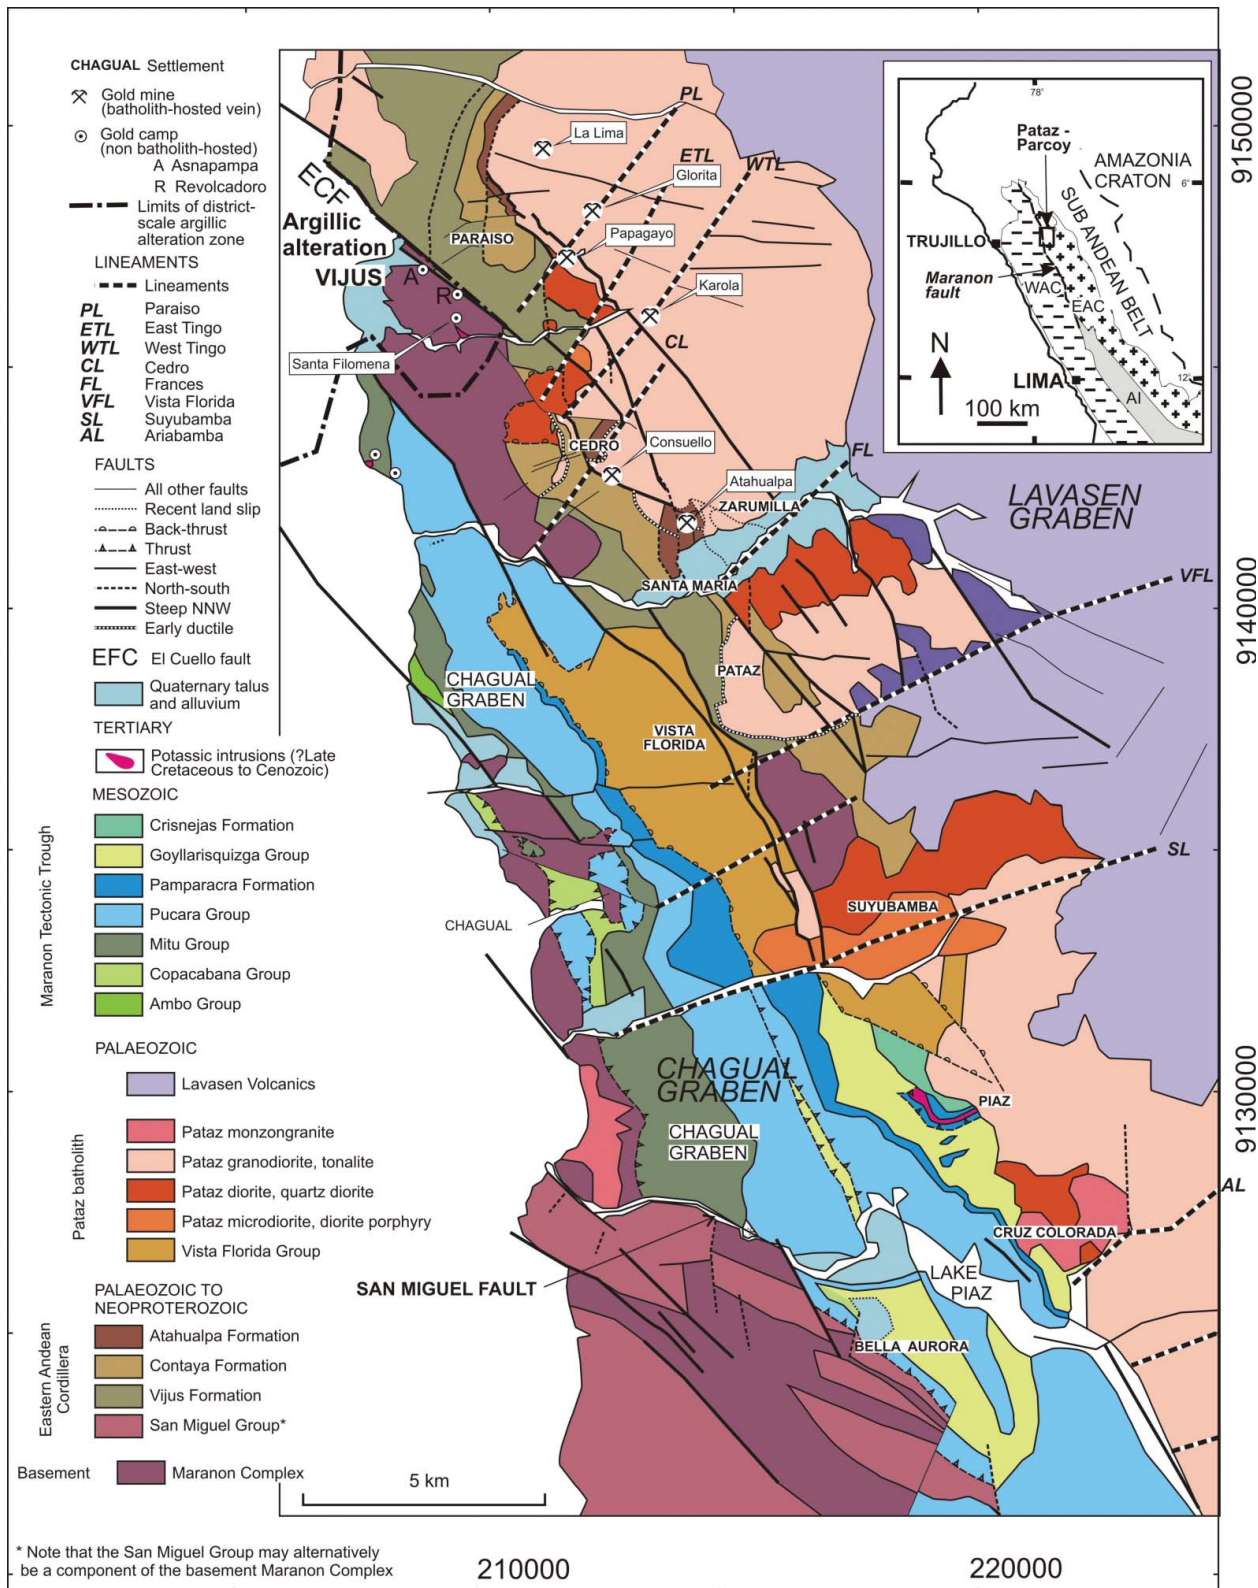 CHAGUAL Settlement
Gold mine
(batholith-hosted vein)
Gold camp
(non batholith-hosted)
A Asnapampa
R Revolcadoro
Limits of district-
scale argillic
alteration zone
LINEAMENTS
Lineaments
PL Paraiso
ETL East Tingo
WTL West Tingo
CL Cedro
FL Frances
VFL Vista Florida
SL Suyubamba
AL Ariabamba
FAULTS
All other faults
Recent land slip
Back-thrust
Thrust
East-west
North-south
Steep NNW
Early ductile
EFC El Cuello fault
Quaternary talus
and alluvium
TERTIARY
Potassic intrusions (?Late
Cretaceous to Cenozoic)
MESOZOIC
Maranon Tectonic Trough
Crisnejas Formation
Goyllarisquizga Group
Pamparacra Formation
Pucara Group
Mitu Group
Copacabana Group
Ambo Group
PALAEOZOIC
Lavasen Volcanics
Pataz batholith
Pataz monzongranite
Pataz granodiorite, tonalite
Pataz diorite, quartz diorite
Pataz microdiorite, diorite porphyry
Vista Florida Group
PALAEOZOIC TO
NEOPROTEROZOIC
Eastern Andean
Cordillera
Atahualpa Formation
Contaya Formation
Vijus Formation
San Miguel Group*
Basement
Maranon Complex
* Note that the San Miguel Group may alternatively
be a component of the basement Maranon Complex
5 km
210000
220000
9150000
9140000
9130000
PL
La Lima
ETL
Glorita
WTL
ECF
Argillic
alteration
VIJUS
PARAISO
Papagayo
A
R
Karola
Santa Filomena
CL
CEDRO
Consuello
FL
Atahualpa
ZARUMILLA
LAVASEN
GRABEN
SANTA MARIA
VFL
PATAZ
CHAGUAL
GRABEN
VISTA
FLORIDA
SL
SUYUBAMBA
CHAGUAL
CHAGUAL
GRABEN
CHAGUAL
GRABEN
PIAZ
AL
CRUZ COLORADA
SAN MIGUEL FAULT
LAKE
PIAZ
BELLA AURORA
78°
Pataz -
Parcoy
AMAZONIA
CRATON
6°
SUB ANDEAN BELT
TRUJILLO
Maranon
fault
WAC
EAC
N
LIMA
12°
AI
100 km